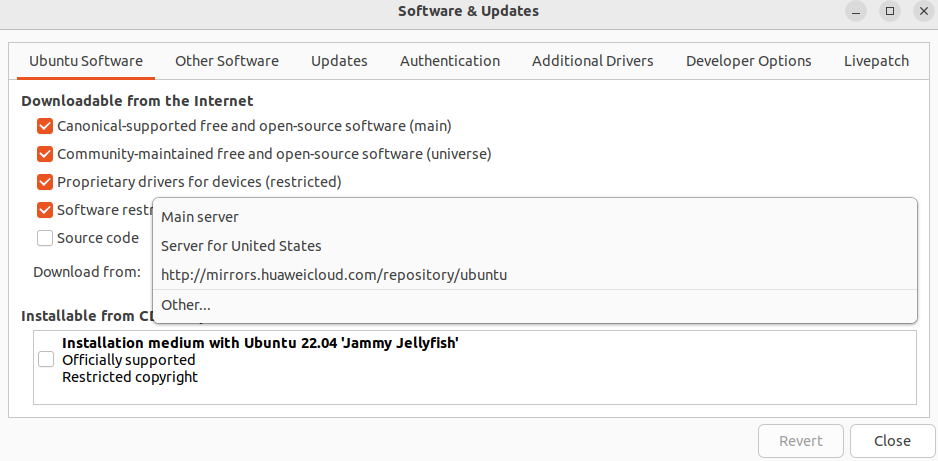 Software & Updates
Ubuntu Software Other Software Updates Authentication Additional Drivers Developer Options Livepatch
Downloadable from the Internet
Canonical-supported free and open-source software (main)
Community-maintained free and open-source software (universe)
Proprietary drivers for devices (restricted)
Software
Main server
Source code
Server for United States
Download from:
http://mirrors.huaweicloud.com/repository/ubuntu
Other...
Installable from
Installation medium with Ubuntu 22.04 'Jammy Jellyfish'
Officially supported
Restricted copyright
Revert Close